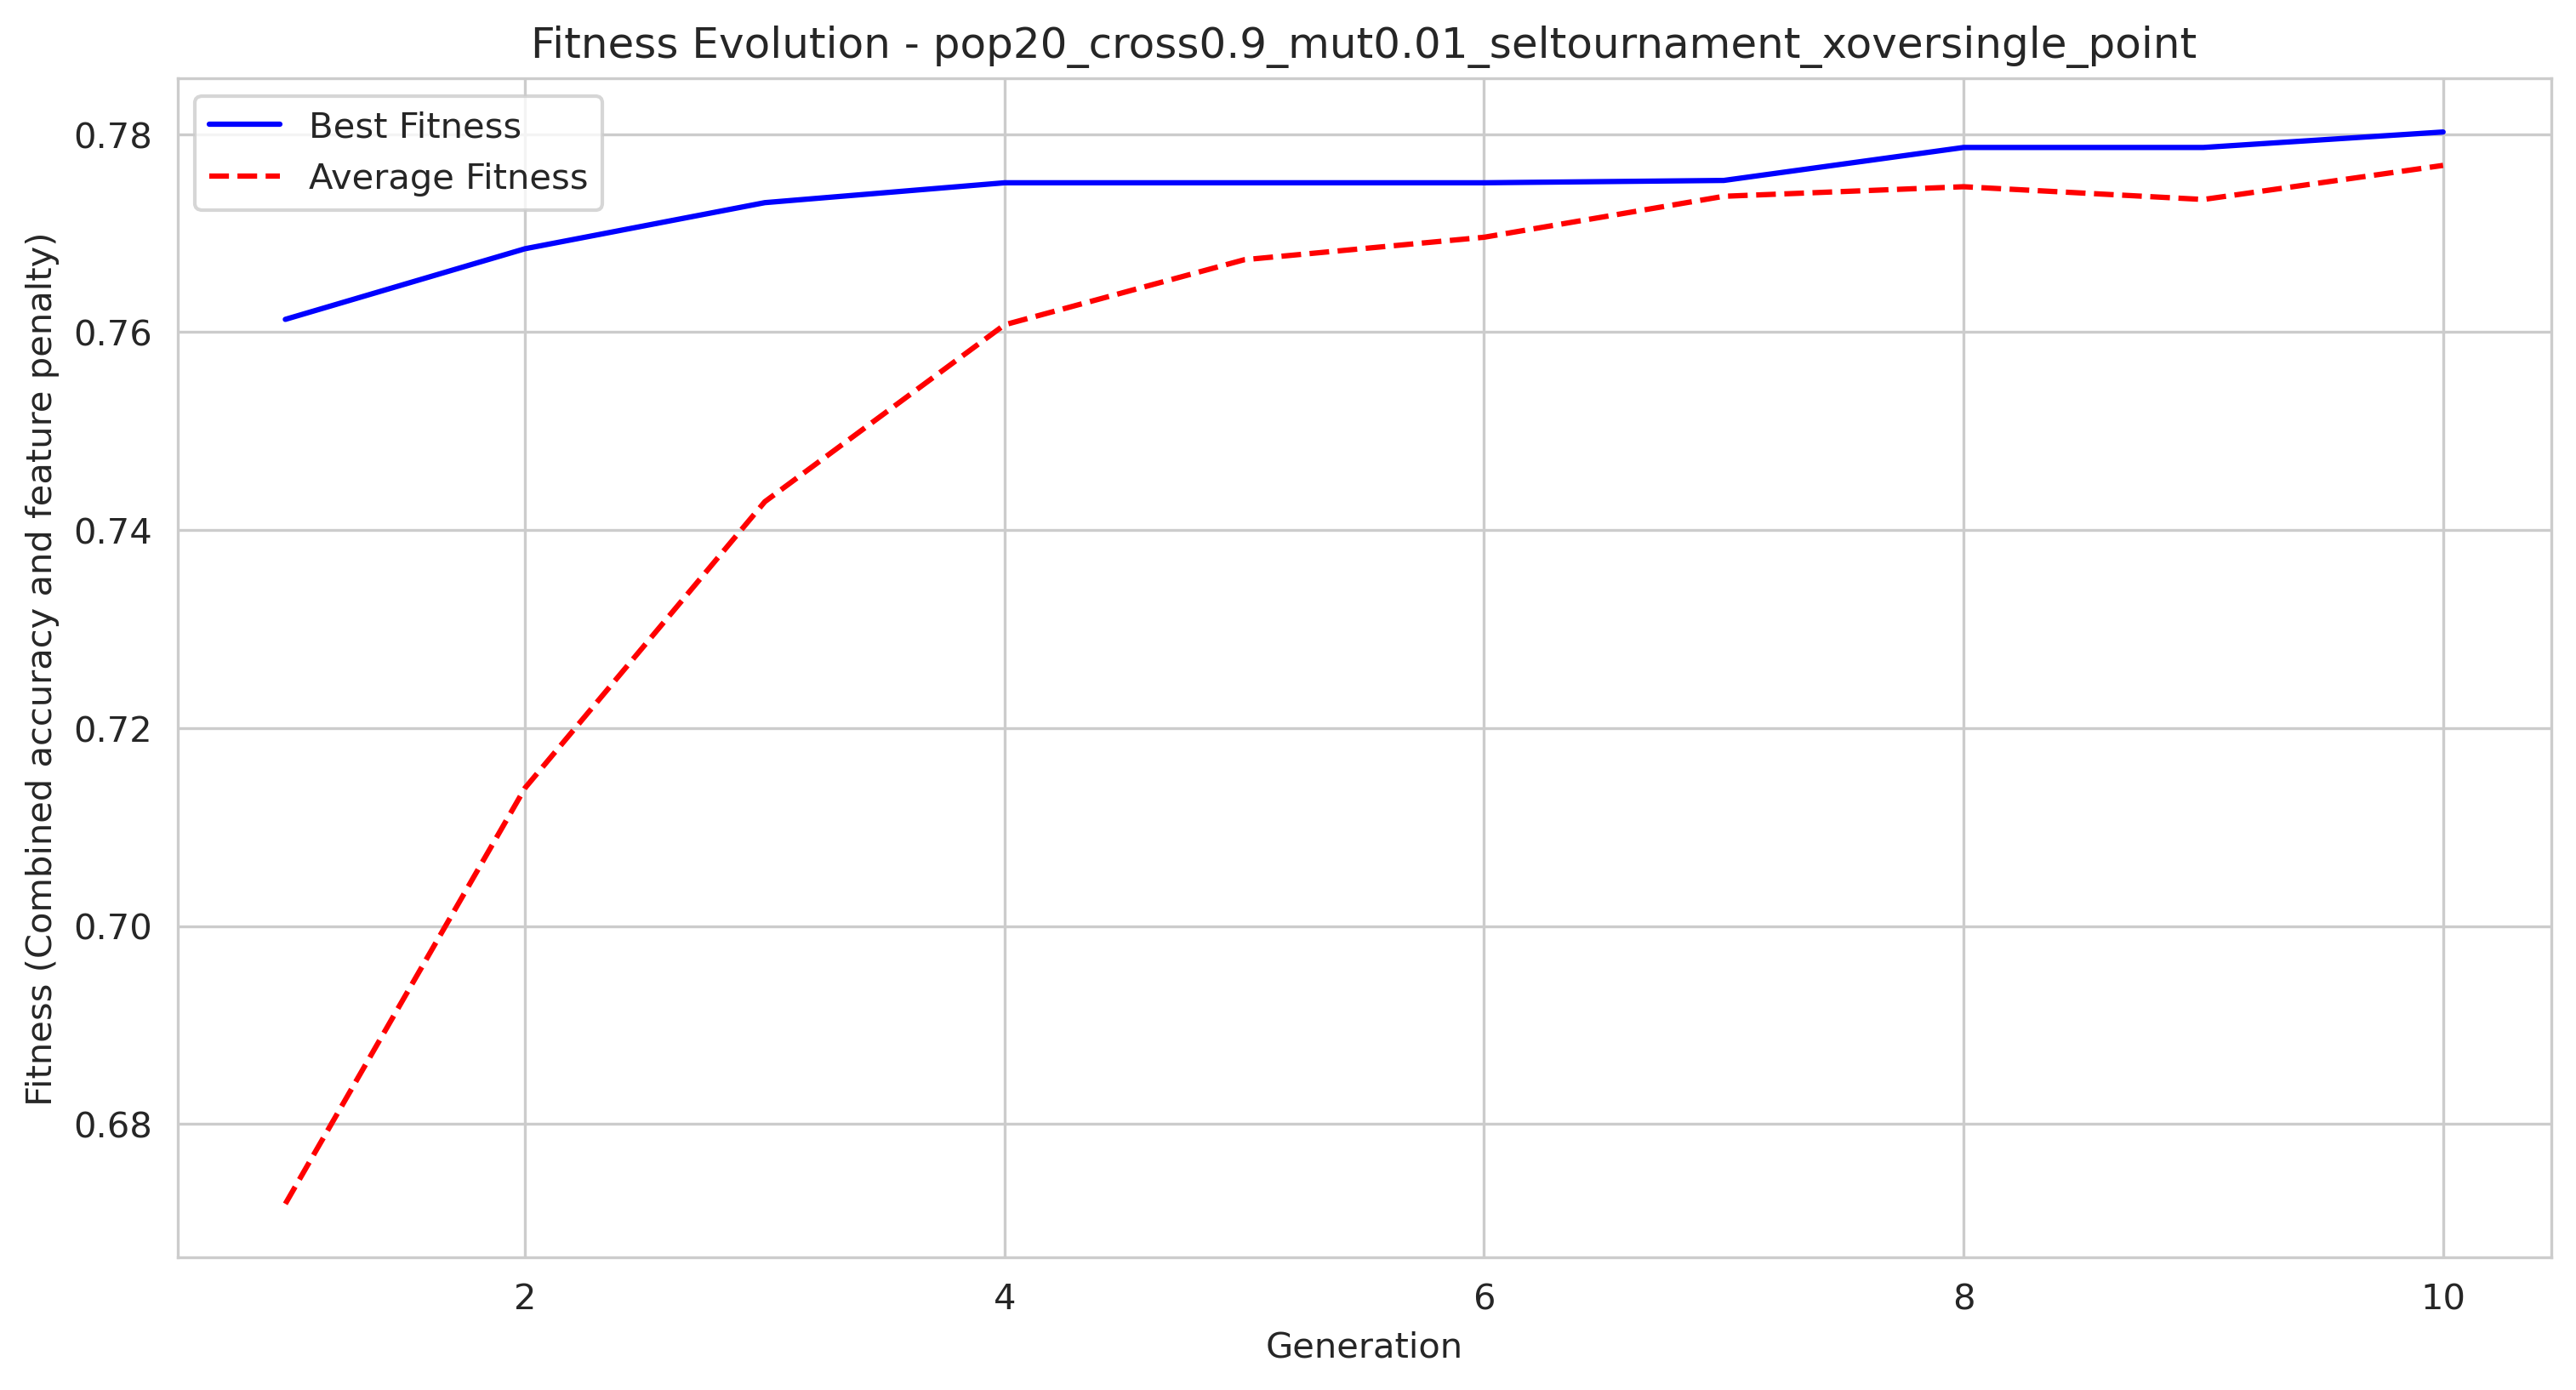 Fitness Evolution - pop20_cross0.9_mut0.01_seltournament_xoversingle_point
Best Fitness
Average Fitness
Fitness (Combined accuracy and feature penalty)
0.78
0.76
0.74
0.72
0.70
0.68
2
4
6
8
10
Generation